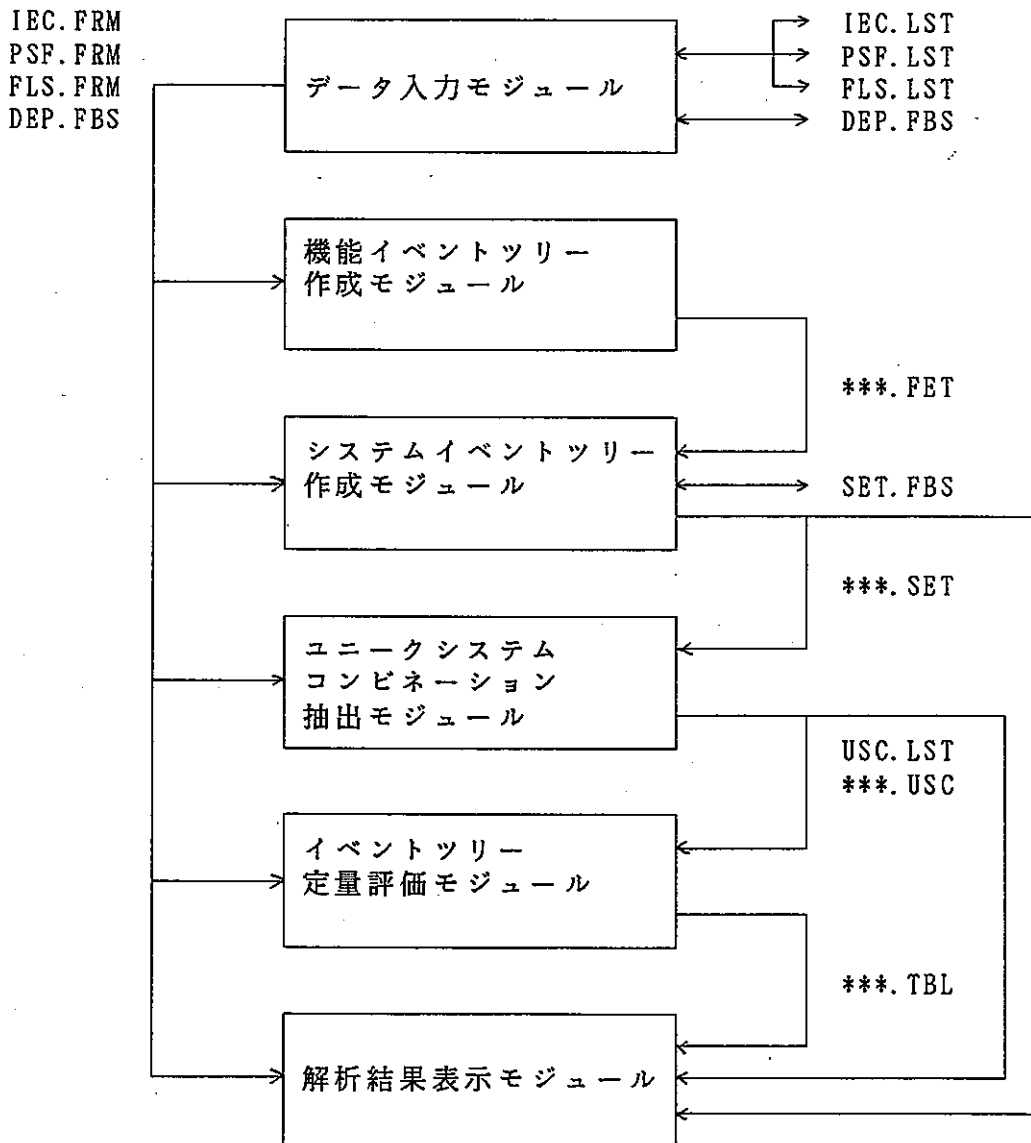 IEC.FRM
PSF.FRM
FLS.FRM
DEP.FBS
データ入力モジュール
IEC.LST
PSF.LST
FLS.LST
DEP.FBS
機能イベントツリー
作成モジュール
***.FET
システムイベントツリー
作成モジュール
SET.FBS
***.SET
ユニークシステム
コンビネーション
抽出モジュール
USC.LST
***.USC
イベントツリー
定量評価モジュール
***.TBL
解析結果表示モジュール